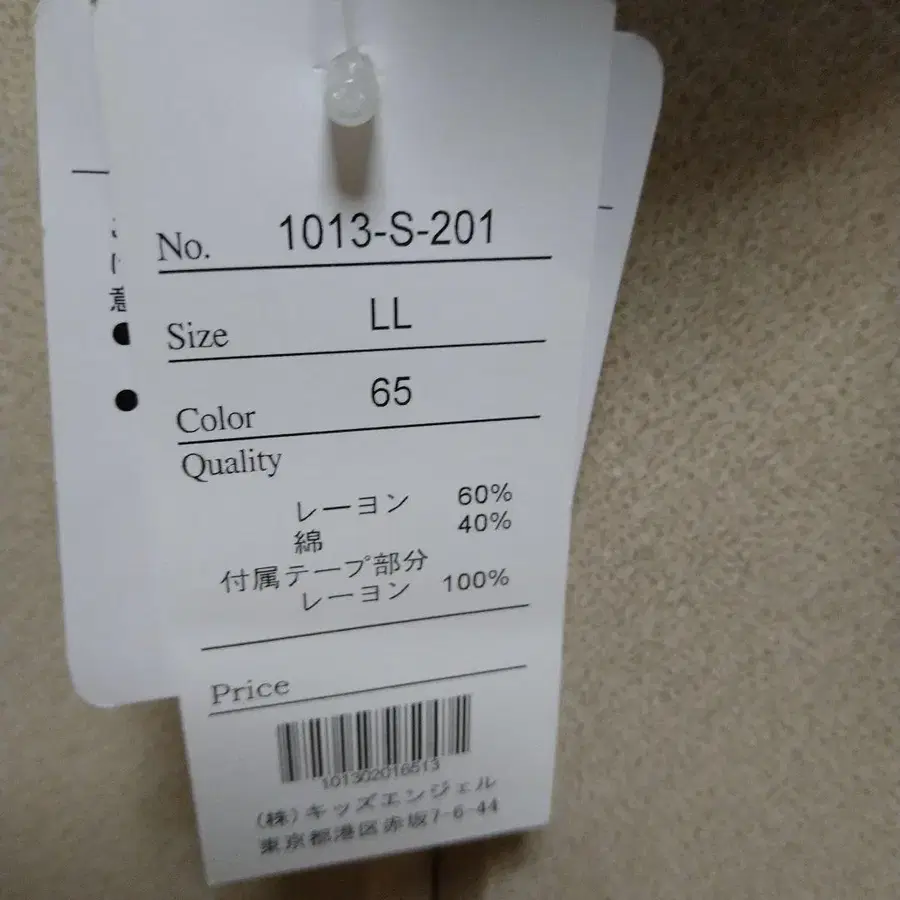 No. 1013-S-201
Size LL
Color 65
Quality
レーヨン 60%
綿 40%
付属テープ部分
レーヨン 100%
Price
101302016513
(株)キッズエンジェル
東京都港区赤坂7-6-44